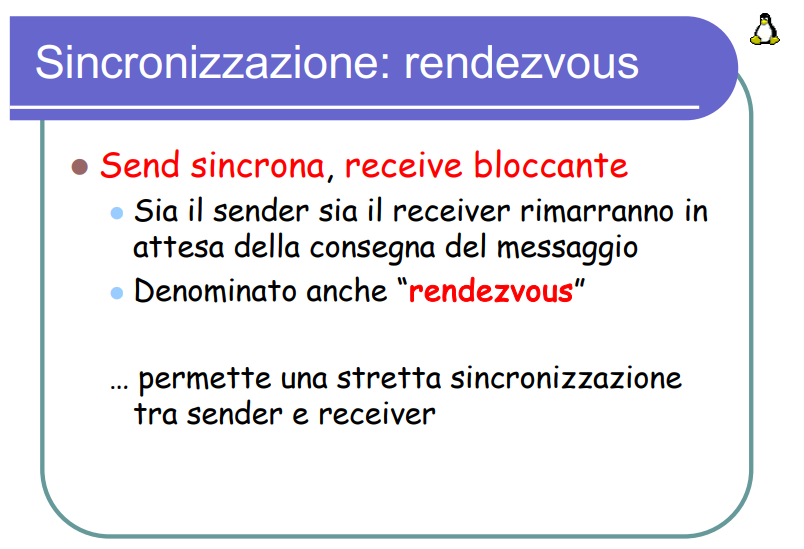 Sincronizzazione: rendezvous
Send sincrona, receive bloccante
Sia il sender sia il receiver rimarranno in
attesa della consegna del messaggio
Denominato anche “rendezvous”
… permette una stretta sincronizzazione
tra sender e receiver